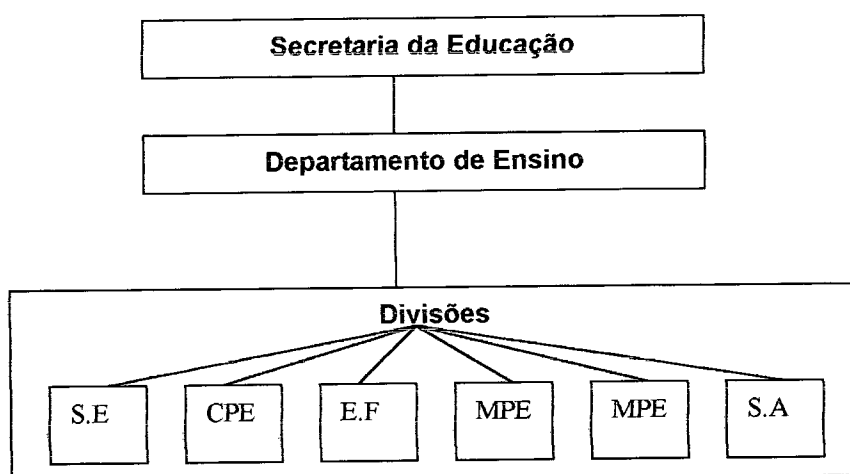 Secretaria da Educação
Departamento de Ensino
Divisões
S.E
CPE
E.F
MPE
MPE
S.A